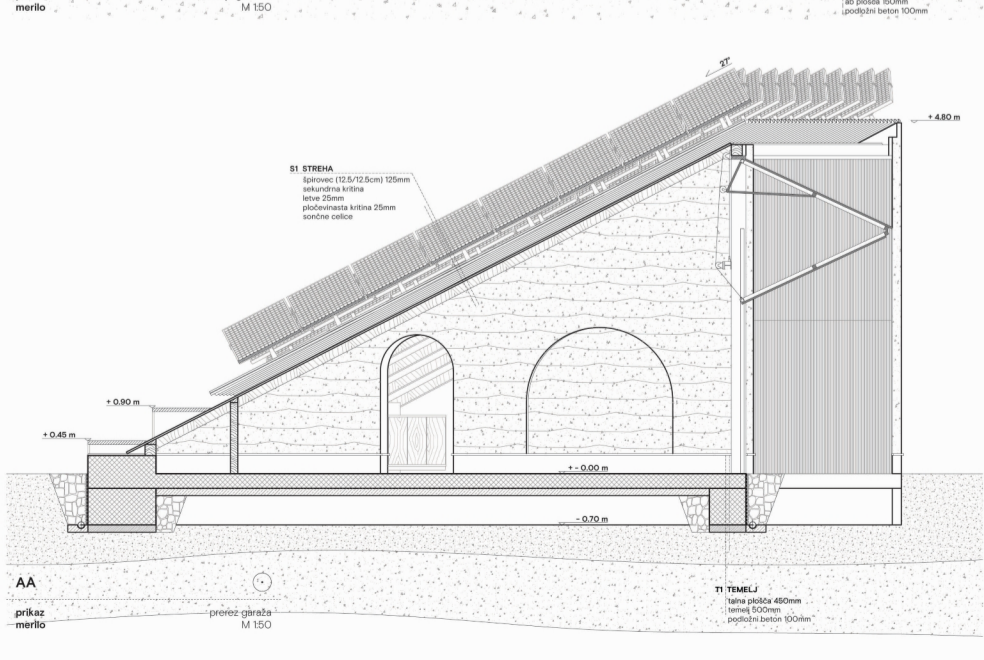 merilo M 1:50
ab plošča 150mm
podložni beton 100mm
27°
+ 4.80 m
S1 STREHA
špirovec (12.5/12.5cm) 125mm
sekundrna kritina
letve 25mm
pločevinasta kritina 25mm
sončne celice
+ 0.90 m
+ 0.45 m
+ - 0.00 m
- 0.70 m
AA
T1 TEMELJ
talna plošča 450mm
temelj 500mm
podložni beton 100mm
prikaz prerez garaža
merilo M 1:50